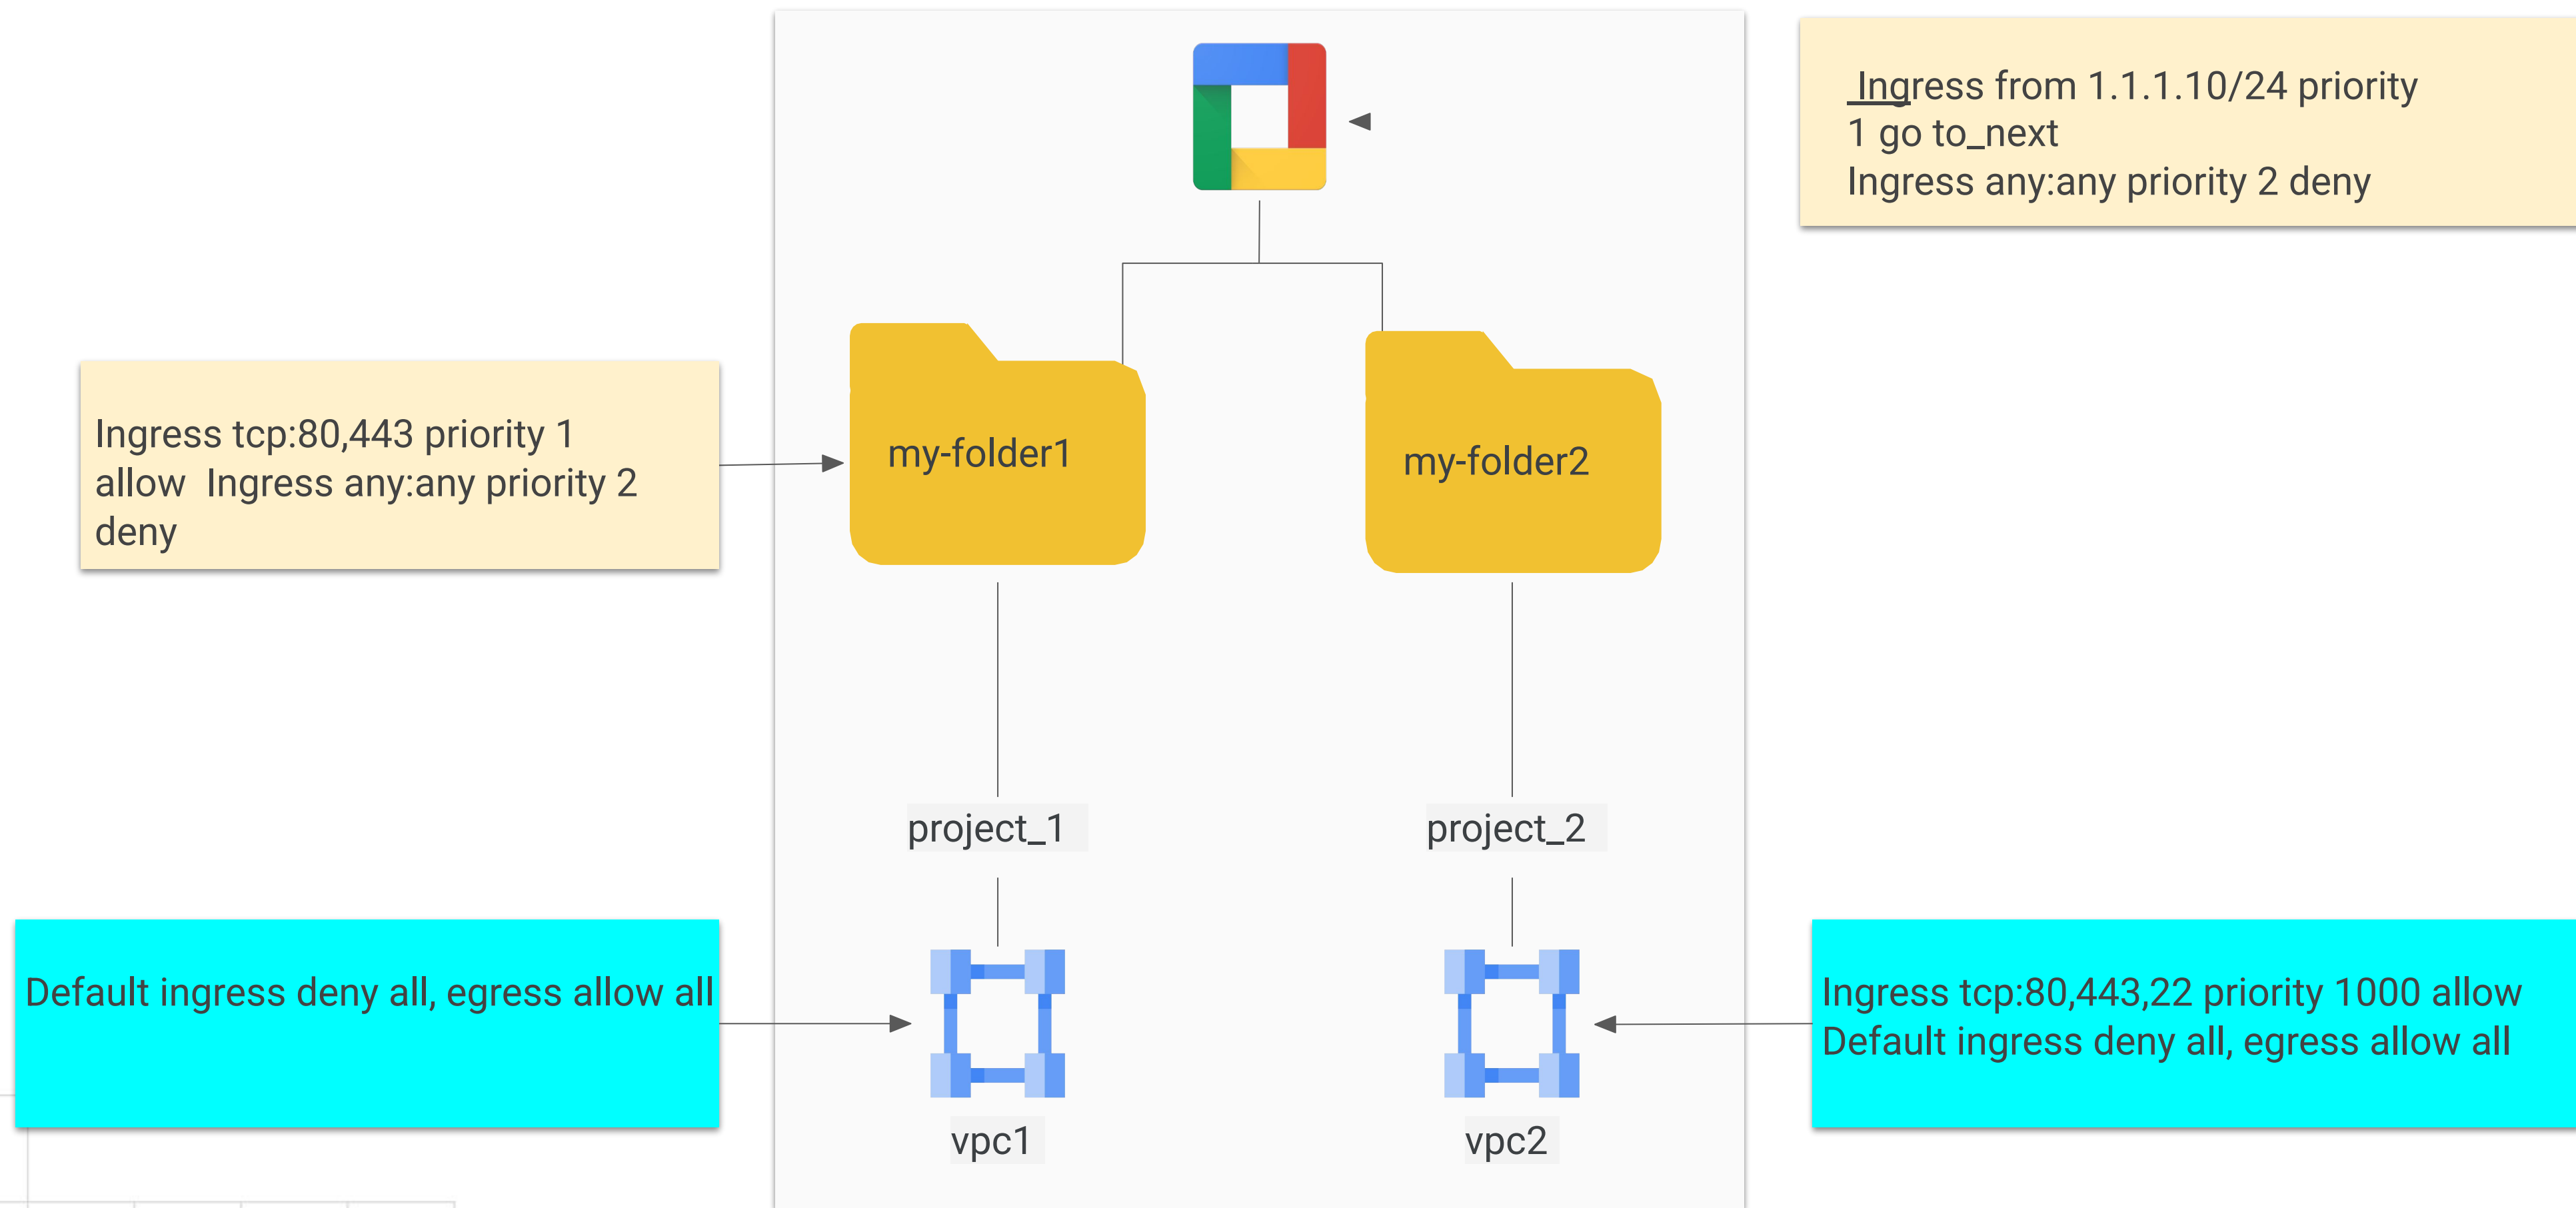 Ingress from 1.1.1.10/24 priority
1 go to_next
Ingress any:any priority 2 deny
Ingress tcp:80,443 priority 1
allow  Ingress any:any priority 2
deny
my-folder1
my-folder2
project_1
project_2
Default ingress deny all, egress allow all
Ingress tcp:80,443,22 priority 1000 allow
Default ingress deny all, egress allow all
vpc1
vpc2